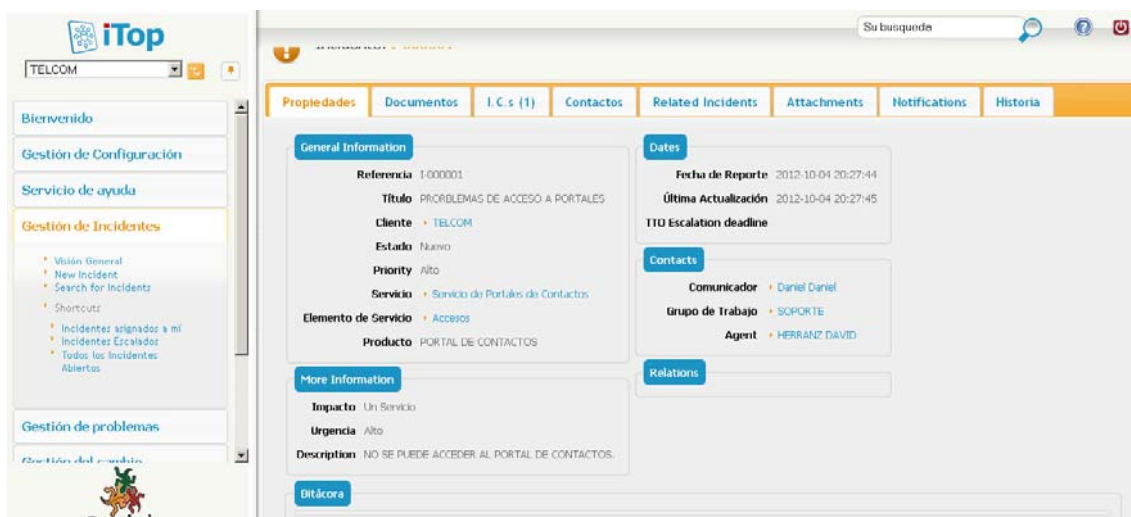 iTop
TELCOM
Su busqueda
Bienvenido
Gestión de Configuración
Servicio de ayuda
Gestión de Incidentes
Visión General
New Incident
Search for Incidents
Shortcuts
Incidentes asignados a mí
Incidentes Escalados
Todos los Incidentes
Abiertos
Gestión de problemas
Gestión del cambio
Propiedades Documentos I.C.s (1) Contactos Related Incidents Attachments Notifications Historia
General Information
Referencia I-000001
Título PRORBLEMAS DE ACCESO A PORTALES
Cliente TELCOM
Estado Nuevo
Priority Alto
Servicio Servicio de Portales de Contactos
Elemento de Servicio Accesos
Producto PORTAL DE CONTACTOS
More Information
Impacto Un Servicio
Urgencia Alto
Description NO SE PUEDE ACCEDER AL PORTAL DE CONTACTOS.
Dates
Fecha de Reporte 2012-10-04 20:27:44
Última Actualización 2012-10-04 20:27:45
TTO Escalation deadline
Contacts
Comunicador Daniel Daniel
Grupo de Trabajo SOPORTE
Agent HERRANZ DAVID
Relations
Bitácora